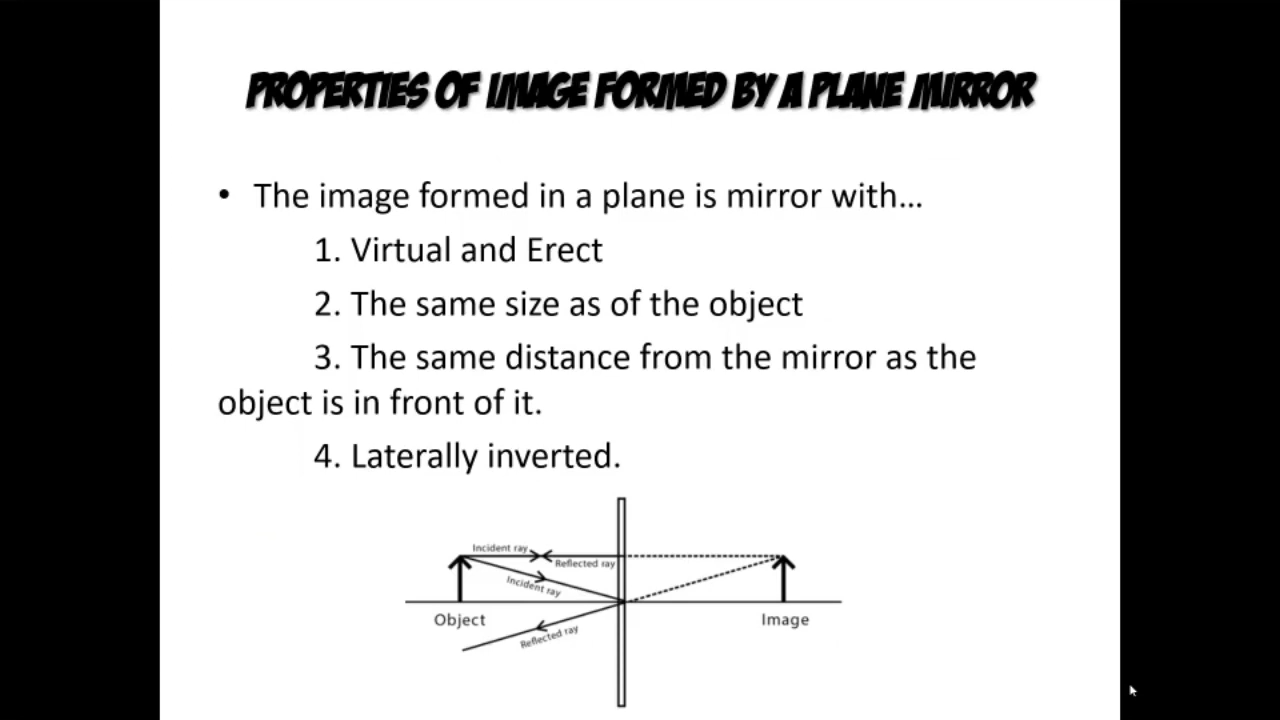 PROPERTIES OF IMAGE FORMED BY A PLANE MIRROR
• The image formed in a plane is mirror with...
1. Virtual and Erect
2. The same size as of the object
3. The same distance from the mirror as the
object is in front of it.
4. Laterally inverted.
Incident ray
Reflected ray
Incident ray
Object
Image
Reflected ray